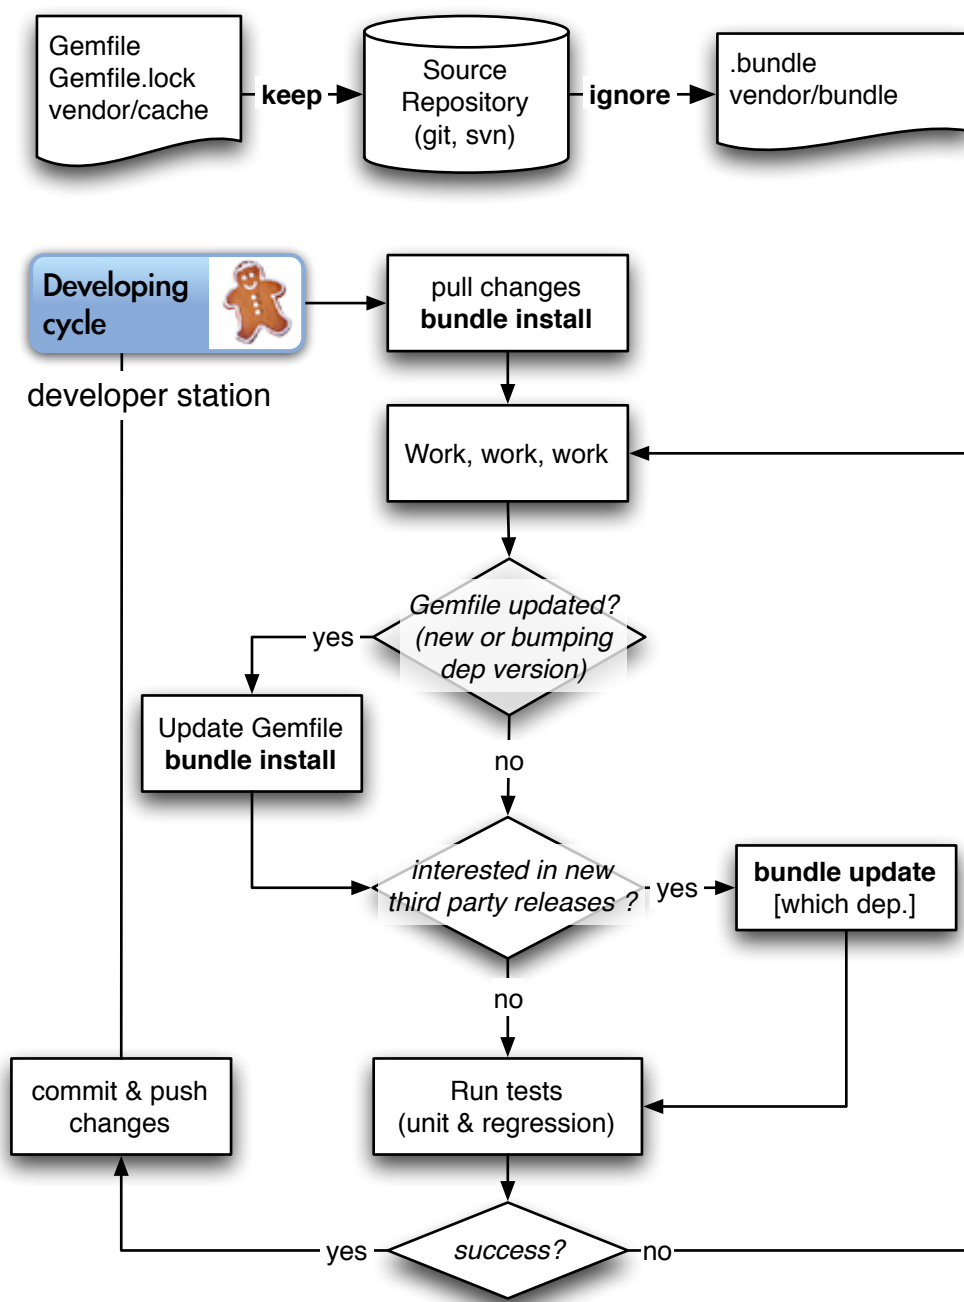 Gemfile
Gemfile.lock
vendor/cache
keep
Source
Repository
(git, svn)
ignore
.bundle
vendor/bundle
Developing
cycle
developer station
pull changes
bundle install
Work, work, work
Gemfile updated?
(new or bumping
dep version)
yes
Update Gemfile
bundle install
no
interested in new
third party releases ?
yes
bundle update
[which dep.]
no
Run tests
(unit & regression)
commit & push
changes
success?
yes
no